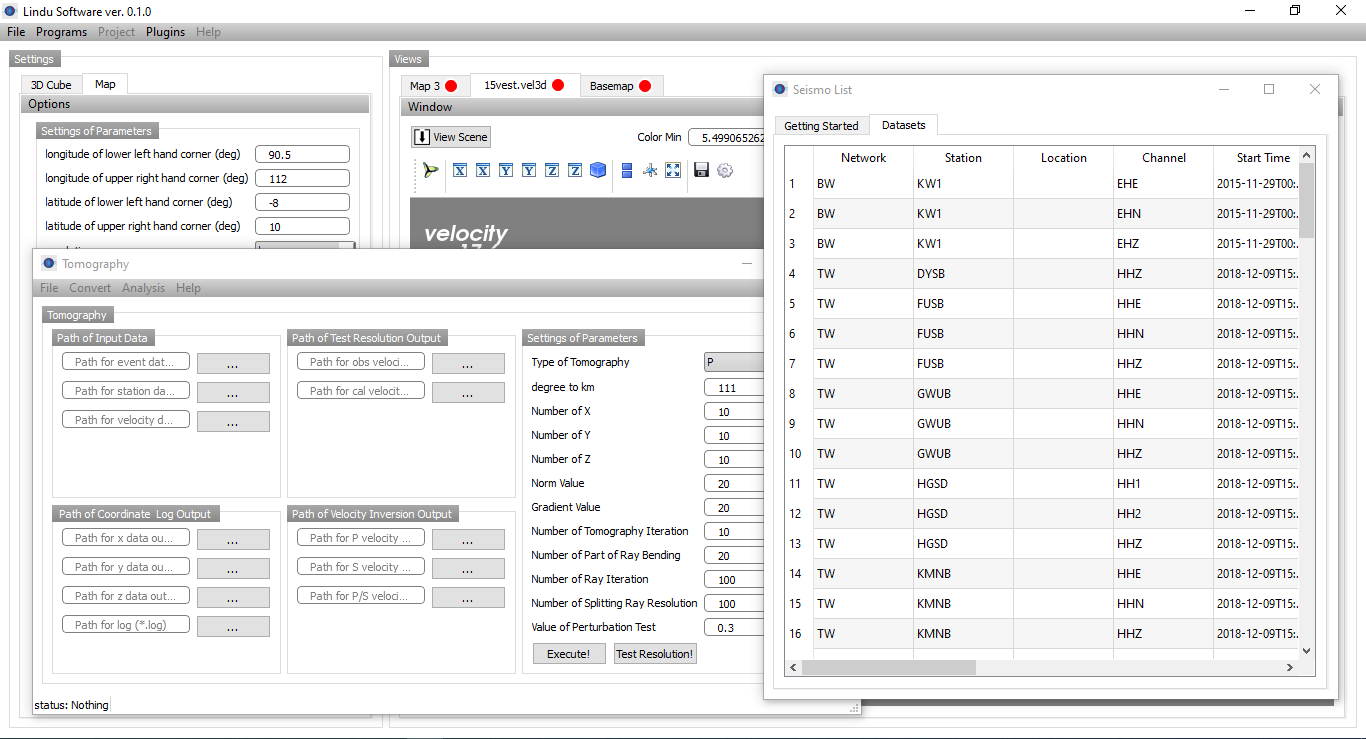 Lindu Software ver. 0.1.0
File Programs Project Plugins Help
Settings
3D Cube Map
Options
Settings of Parameters
longitude of lower left hand corner (deg) 90.5
longitude of upper right hand corner (deg) 112
latitude of lower left hand corner (deg) -8
latitude of upper right hand corner (deg) 10
Views
Map 3 15vest.vel3d Basemap
Window
View Scene Color Min 5.499065262
X X Y Y Z Z
velocity
Tomography
File Convert Analysis Help
Tomography
Path of Input Data
Path for event dat... ...
Path for station da... ...
Path for velocity d... ...
Path of Test Resolution Output
Path for obs veloci... ...
Path for cal velocit... ...
Path of Coordinate Log Output
Path for x data ou... ...
Path for y data ou... ...
Path for z data out... ...
Path for log (*.log) ...
Path of Velocity Inversion Output
Path for P velocity ... ...
Path for S velocity ... ...
Path for P/S veloci... ...
Settings of Parameters
Type of Tomography P
degree to km 111
Number of X 10
Number of Y 10
Number of Z 10
Norm Value 20
Gradient Value 20
Number of Tomography Iteration 10
Number of Part of Ray Bending 20
Number of Ray Iteration 100
Number of Splitting Ray Resolution 100
Value of Perturbation Test 0.3
Execute! Test Resolution!
status: Nothing
Seismo List
Getting Started Datasets
Network Station Location Channel Start Time
1 BW KW1 EHE 2015-11-29T00:.
2 BW KW1 EHN 2015-11-29T00:.
3 BW KW1 EHZ 2015-11-29T00:.
4 TW DYSB HHZ 2018-12-09T15:.
5 TW FUSB HHE 2018-12-09T15:.
6 TW FUSB HHN 2018-12-09T15:.
7 TW FUSB HHZ 2018-12-09T15:.
8 TW GWUB HHE 2018-12-09T15:.
9 TW GWUB HHN 2018-12-09T15:.
10 TW GWUB HHZ 2018-12-09T15:.
11 TW HGSD HH1 2018-12-09T15:.
12 TW HGSD HH2 2018-12-09T15:.
13 TW HGSD HHZ 2018-12-09T15:.
14 TW KMNB HHE 2018-12-09T15:.
15 TW KMNB HHN 2018-12-09T15:.
16 TW KMNB HHZ 2018-12-09T15:.